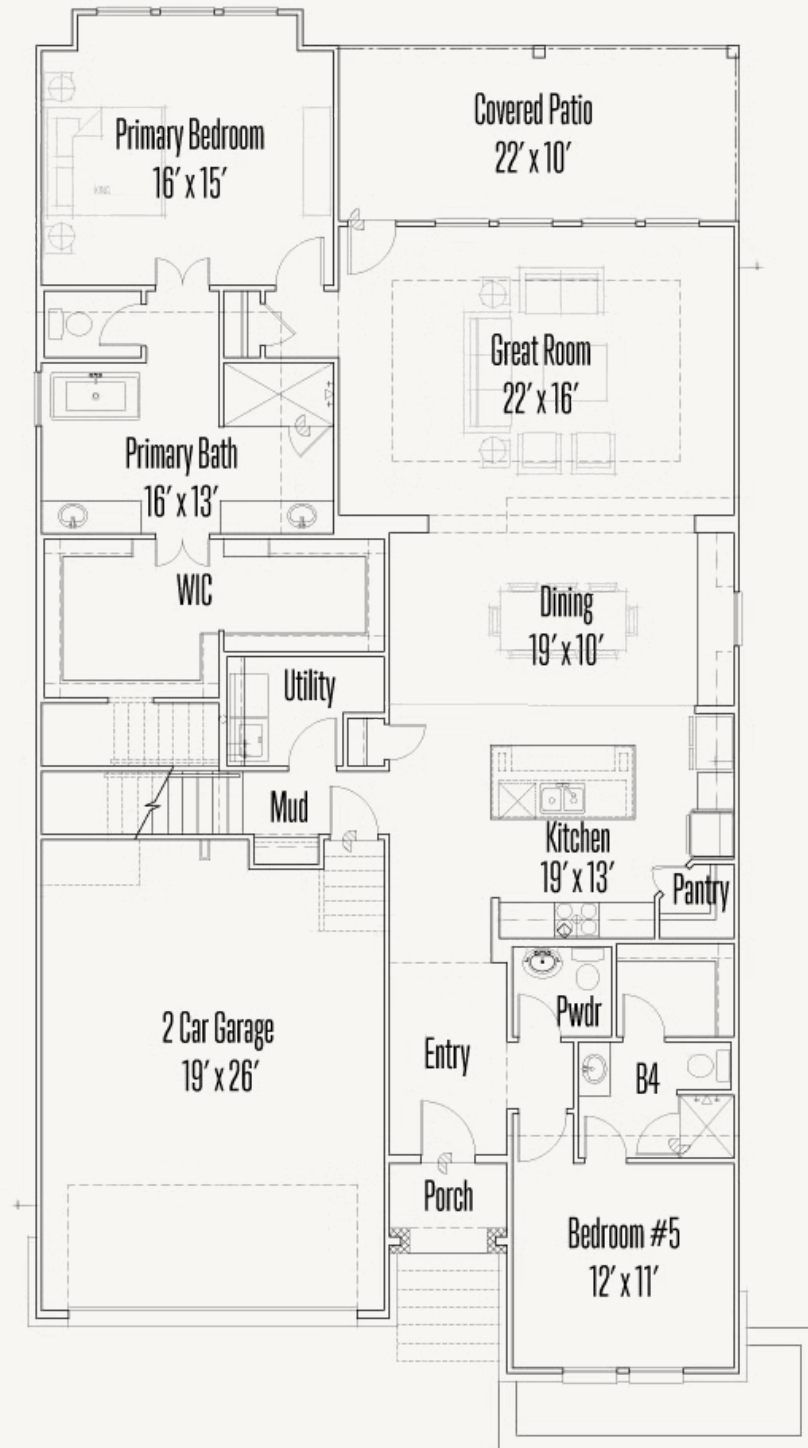 Primary Bedroom
16′ x 15′
KING
Covered Patio
22′ x 10′
Great Room
22′ x 16′
Primary Bath
16′ x 13′
WIC
Dining
19′ x 10′
Utility
Mud
Kitchen
19′ x 13′
Pantry
2 Car Garage
19′ x 26′
Entry
Pwdr
B4
Porch
Bedroom #5
12′ x 11′